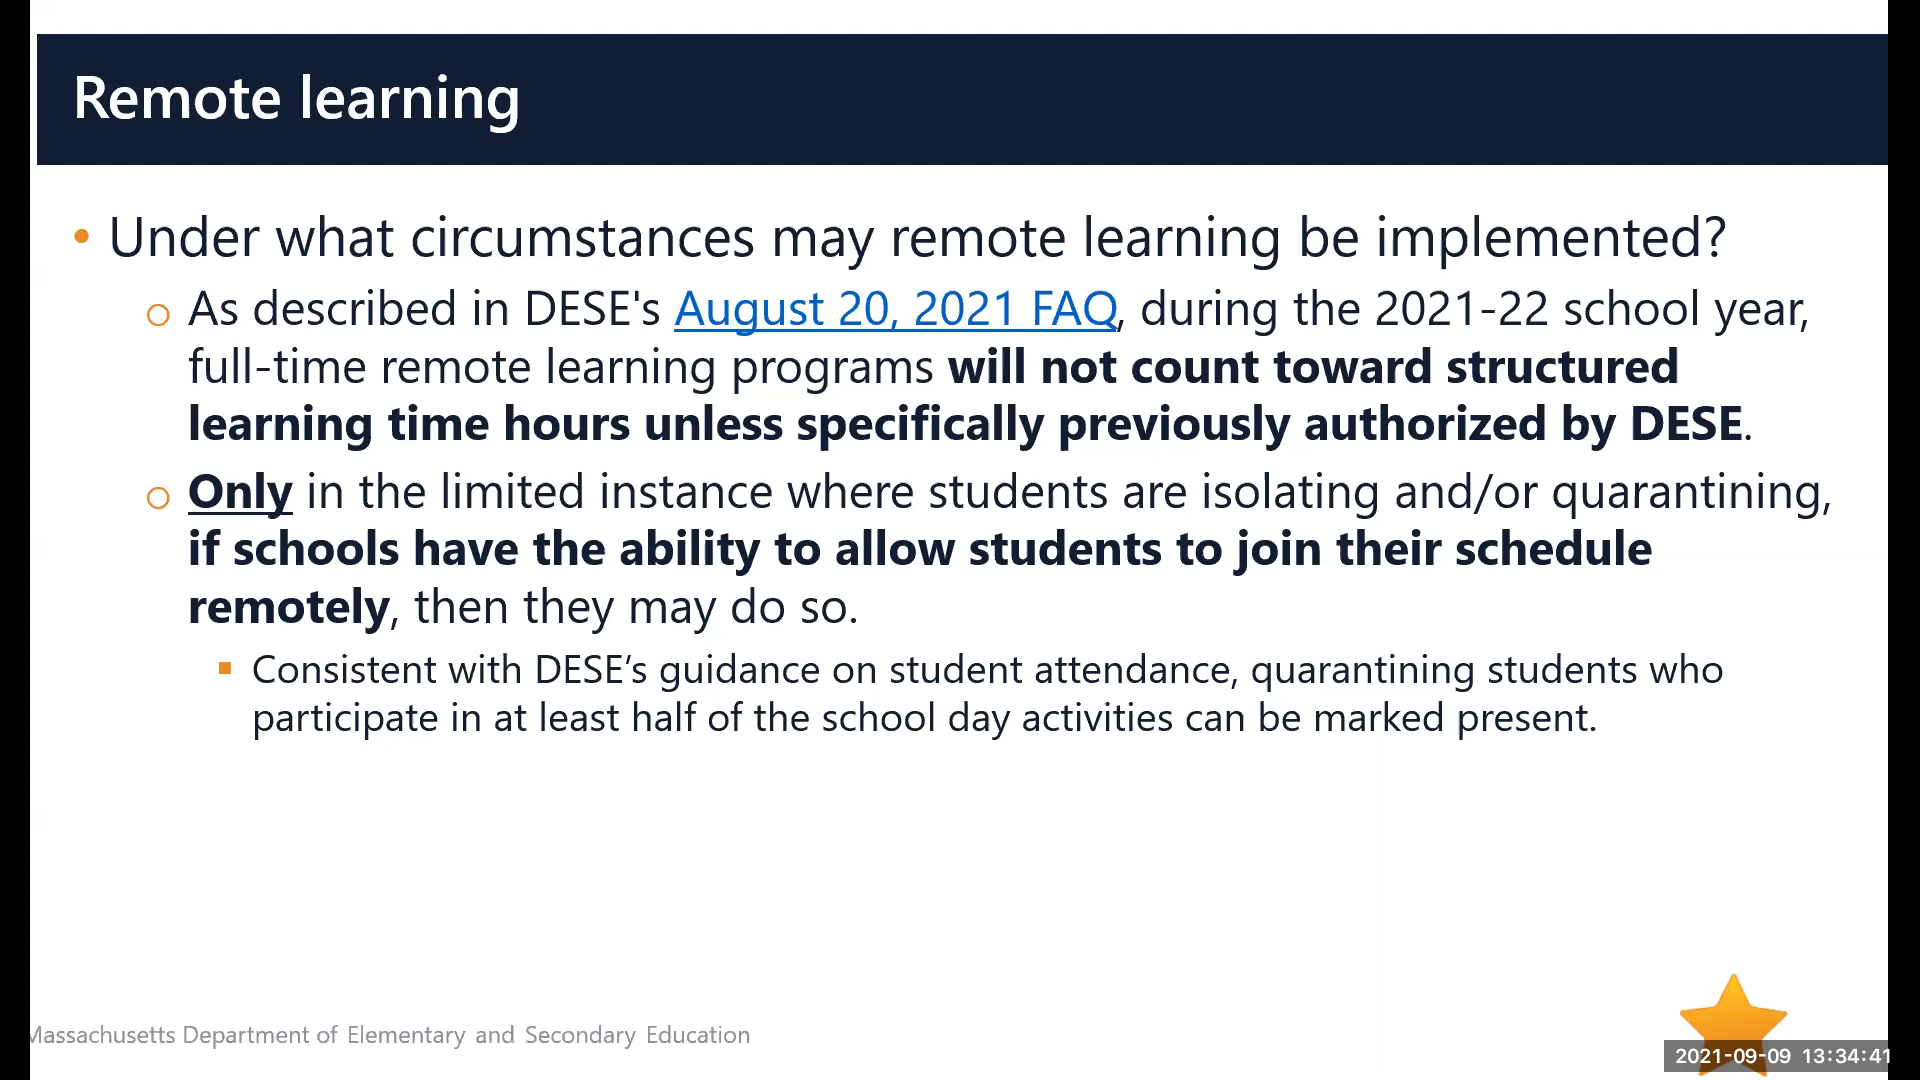 Remote learning
• Under what circumstances may remote learning be implemented?
o As described in DESE's August 20, 2021 FAQ, during the 2021-22 school year,
full-time remote learning programs will not count toward structured
learning time hours unless specifically previously authorized by DESE.
o Only in the limited instance where students are isolating and/or quarantining,
if schools have the ability to allow students to join their schedule
remotely, then they may do so.
▪ Consistent with DESE’s guidance on student attendance, quarantining students who
participate in at least half of the school day activities can be marked present.
Massachusetts Department of Elementary and Secondary Education
2021-09-09 13:34:41